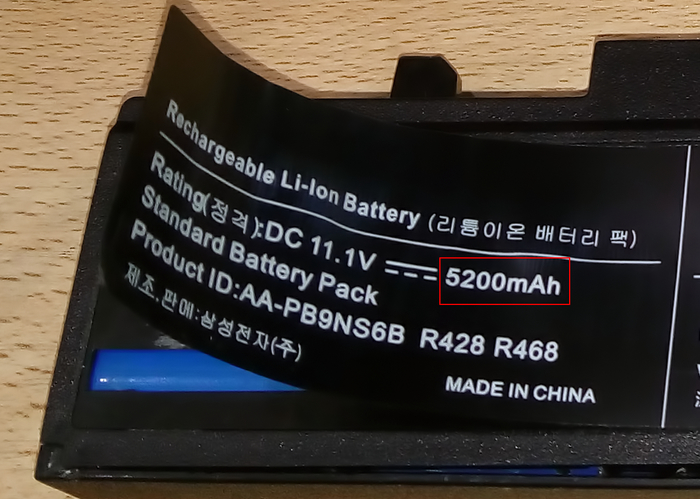 Rechargeable Li-Ion Battery (리튬이온 배터리 팩)
Rating(정격):DC 11.1V 5200mAh
Standard Battery Pack
Product ID:AA-PB9NS6B R428 R468
제조.판매:삼성전자(주)
MADE IN CHINA